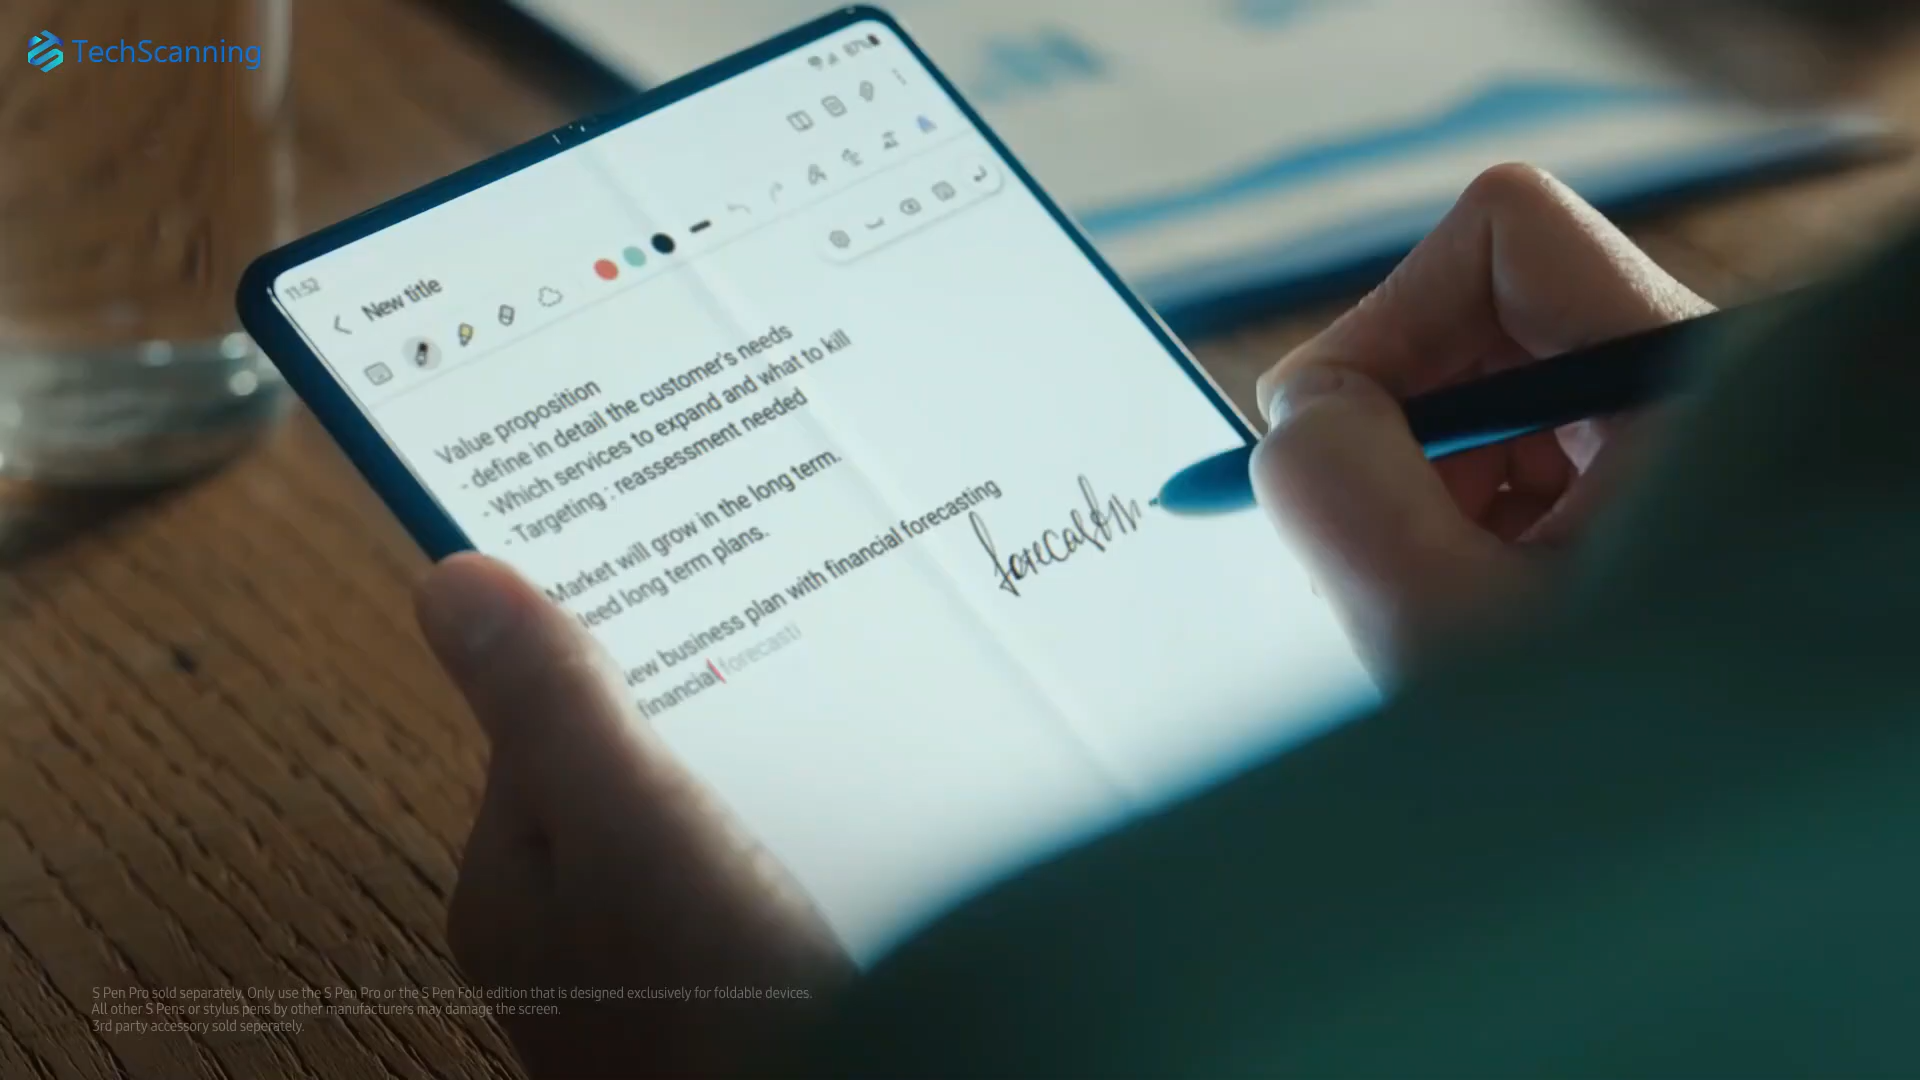 TechScanning
11:52
67%
New title
Value proposition
- define in detail the customer's needs
- Which services to expand and what to kill
- Targeting : reassessment needed
Market will grow in the long term.
eed long term plans.
ew business plan with financial forecasting
financial forecasti
forecastin
S Pen Pro sold separately. Only use the S Pen Pro or the S Pen Fold edition that is designed exclusively for foldable devices.
All other S Pens or stylus pens by other manufacturers may damage the screen.
3rd party accessory sold seperately.